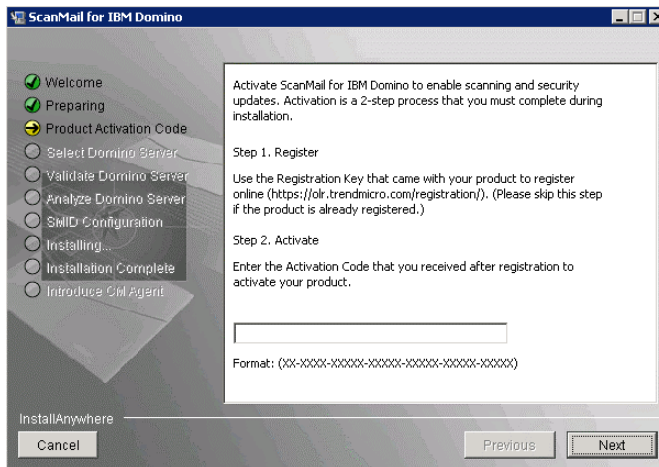 ScanMail for IBM Domino
Welcome
Preparing
Product Activation Code
Select Domino Server
Validate Domino Server
Analyze Domino Server
SMID Configuration
Installing...
Installation Complete
Introduce CM Agent
Activate ScanMail for IBM Domino to enable scanning and security
updates. Activation is a 2-step process that you must complete during
installation.
Step 1. Register
Use the Registration Key that came with your product to register
online (https://olr.trendmicro.com/registration/). (Please skip this step
if the product is already registered.)
Step 2. Activate
Enter the Activation Code that you received after registration to
activate your product.
Format: (XX-XXXX-XXXXX-XXXXX-XXXXX-XXXXX-XXXXX)
InstallAnywhere
Cancel
Previous
Next